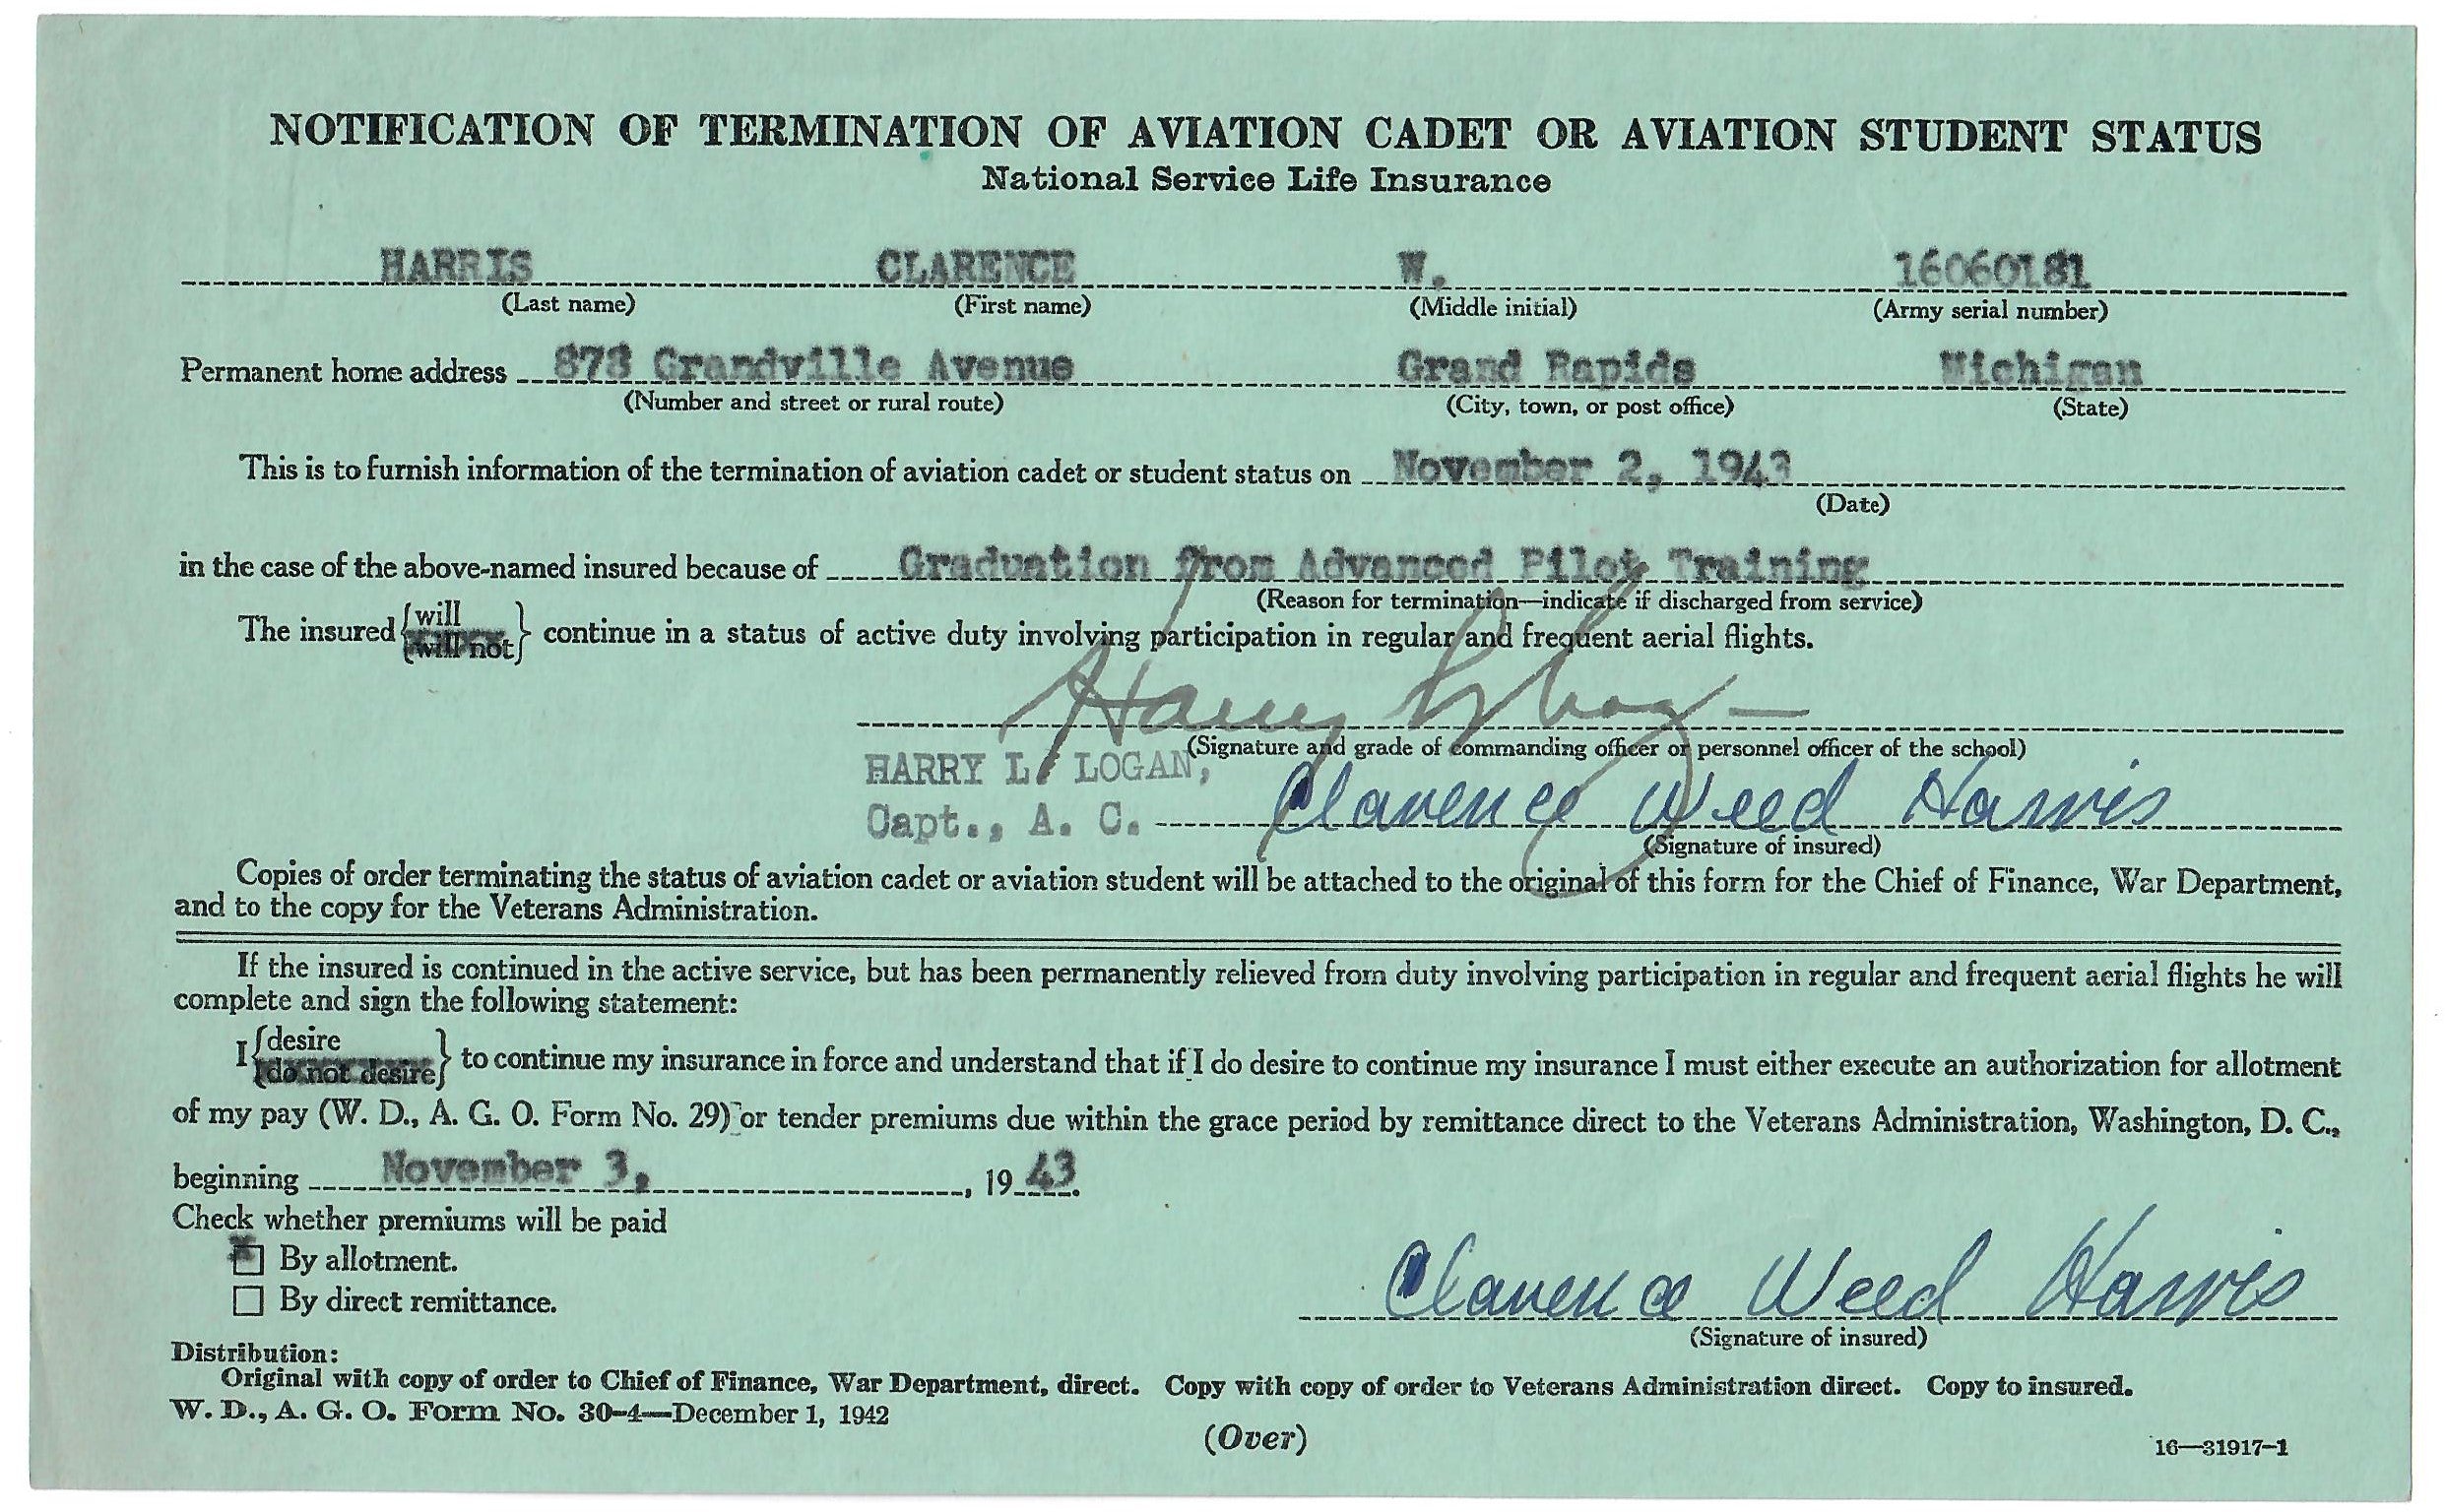 NOTIFICATION OF TERMINATION OF AVIATION CADET OR AVIATION STUDENT STATUS
National Service Life Insurance
HARRIS CLARENCE W. 16060181
(Last name) (First name) (Middle initial) (Army serial number)
Permanent home address 878 Grandville Avenue Grand Rapids Michigan
(Number and street or rural route) (City, town, or post office) (State)
This is to furnish information of the termination of aviation cadet or student status on November 2, 1943
(Date)
in the case of the above-named insured because of Graduation from Advanced Pilot Training
(Reason for termination—indicate if discharged from service)
The insured {will
will not} continue in a status of active duty involving participation in regular and frequent aerial flights.
Harry L Logan
(Signature and grade of commanding officer or personnel officer of the school)
HARRY L. LOGAN,
Capt., A. C. Clarence Weed Harris
(Signature of insured)
Copies of order terminating the status of aviation cadet or aviation student will be attached to the original of this form for the Chief of Finance, War Department,
and to the copy for the Veterans Administration.
If the insured is continued in the active service, but has been permanently relieved from duty involving participation in regular and frequent aerial flights he will
complete and sign the following statement:
I {desire
do not desire} to continue my insurance in force and understand that if I do desire to continue my insurance I must either execute an authorization for allotment
of my pay (W. D., A. G. O. Form No. 29) or tender premiums due within the grace period by remittance direct to the Veterans Administration, Washington, D. C.,
beginning November 3, , 19 43.
Check whether premiums will be paid
x By allotment.
By direct remittance.
Clarence Weed Harris
(Signature of insured)
Distribution:
Original with copy of order to Chief of Finance, War Department, direct. Copy with copy of order to Veterans Administration direct. Copy to insured.
W. D., A. G. O. Form No. 30-4—December 1, 1942
(Over)
16—31917-1